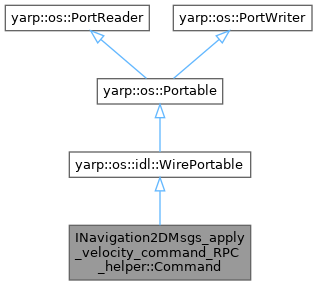 yarp::os::PortReader
yarp::os::PortWriter
yarp::os::Portable
yarp::os::idl::WirePortable
INavigation2DMsgs_apply
_velocity_command_RPC
_helper::Command